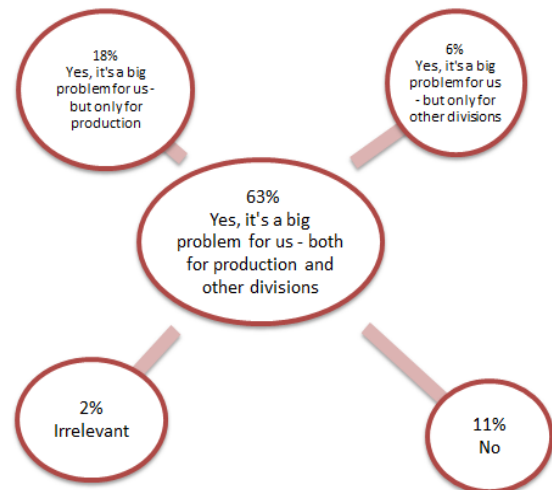 18%
Yes, it's a big
problem for us -
but only for
production
6%
Yes, it's a big
problem for us
- but only for
other divisions
63%
Yes, it's a big
problem for us - both
for production and
other divisions
2%
Irrelevant
11%
No